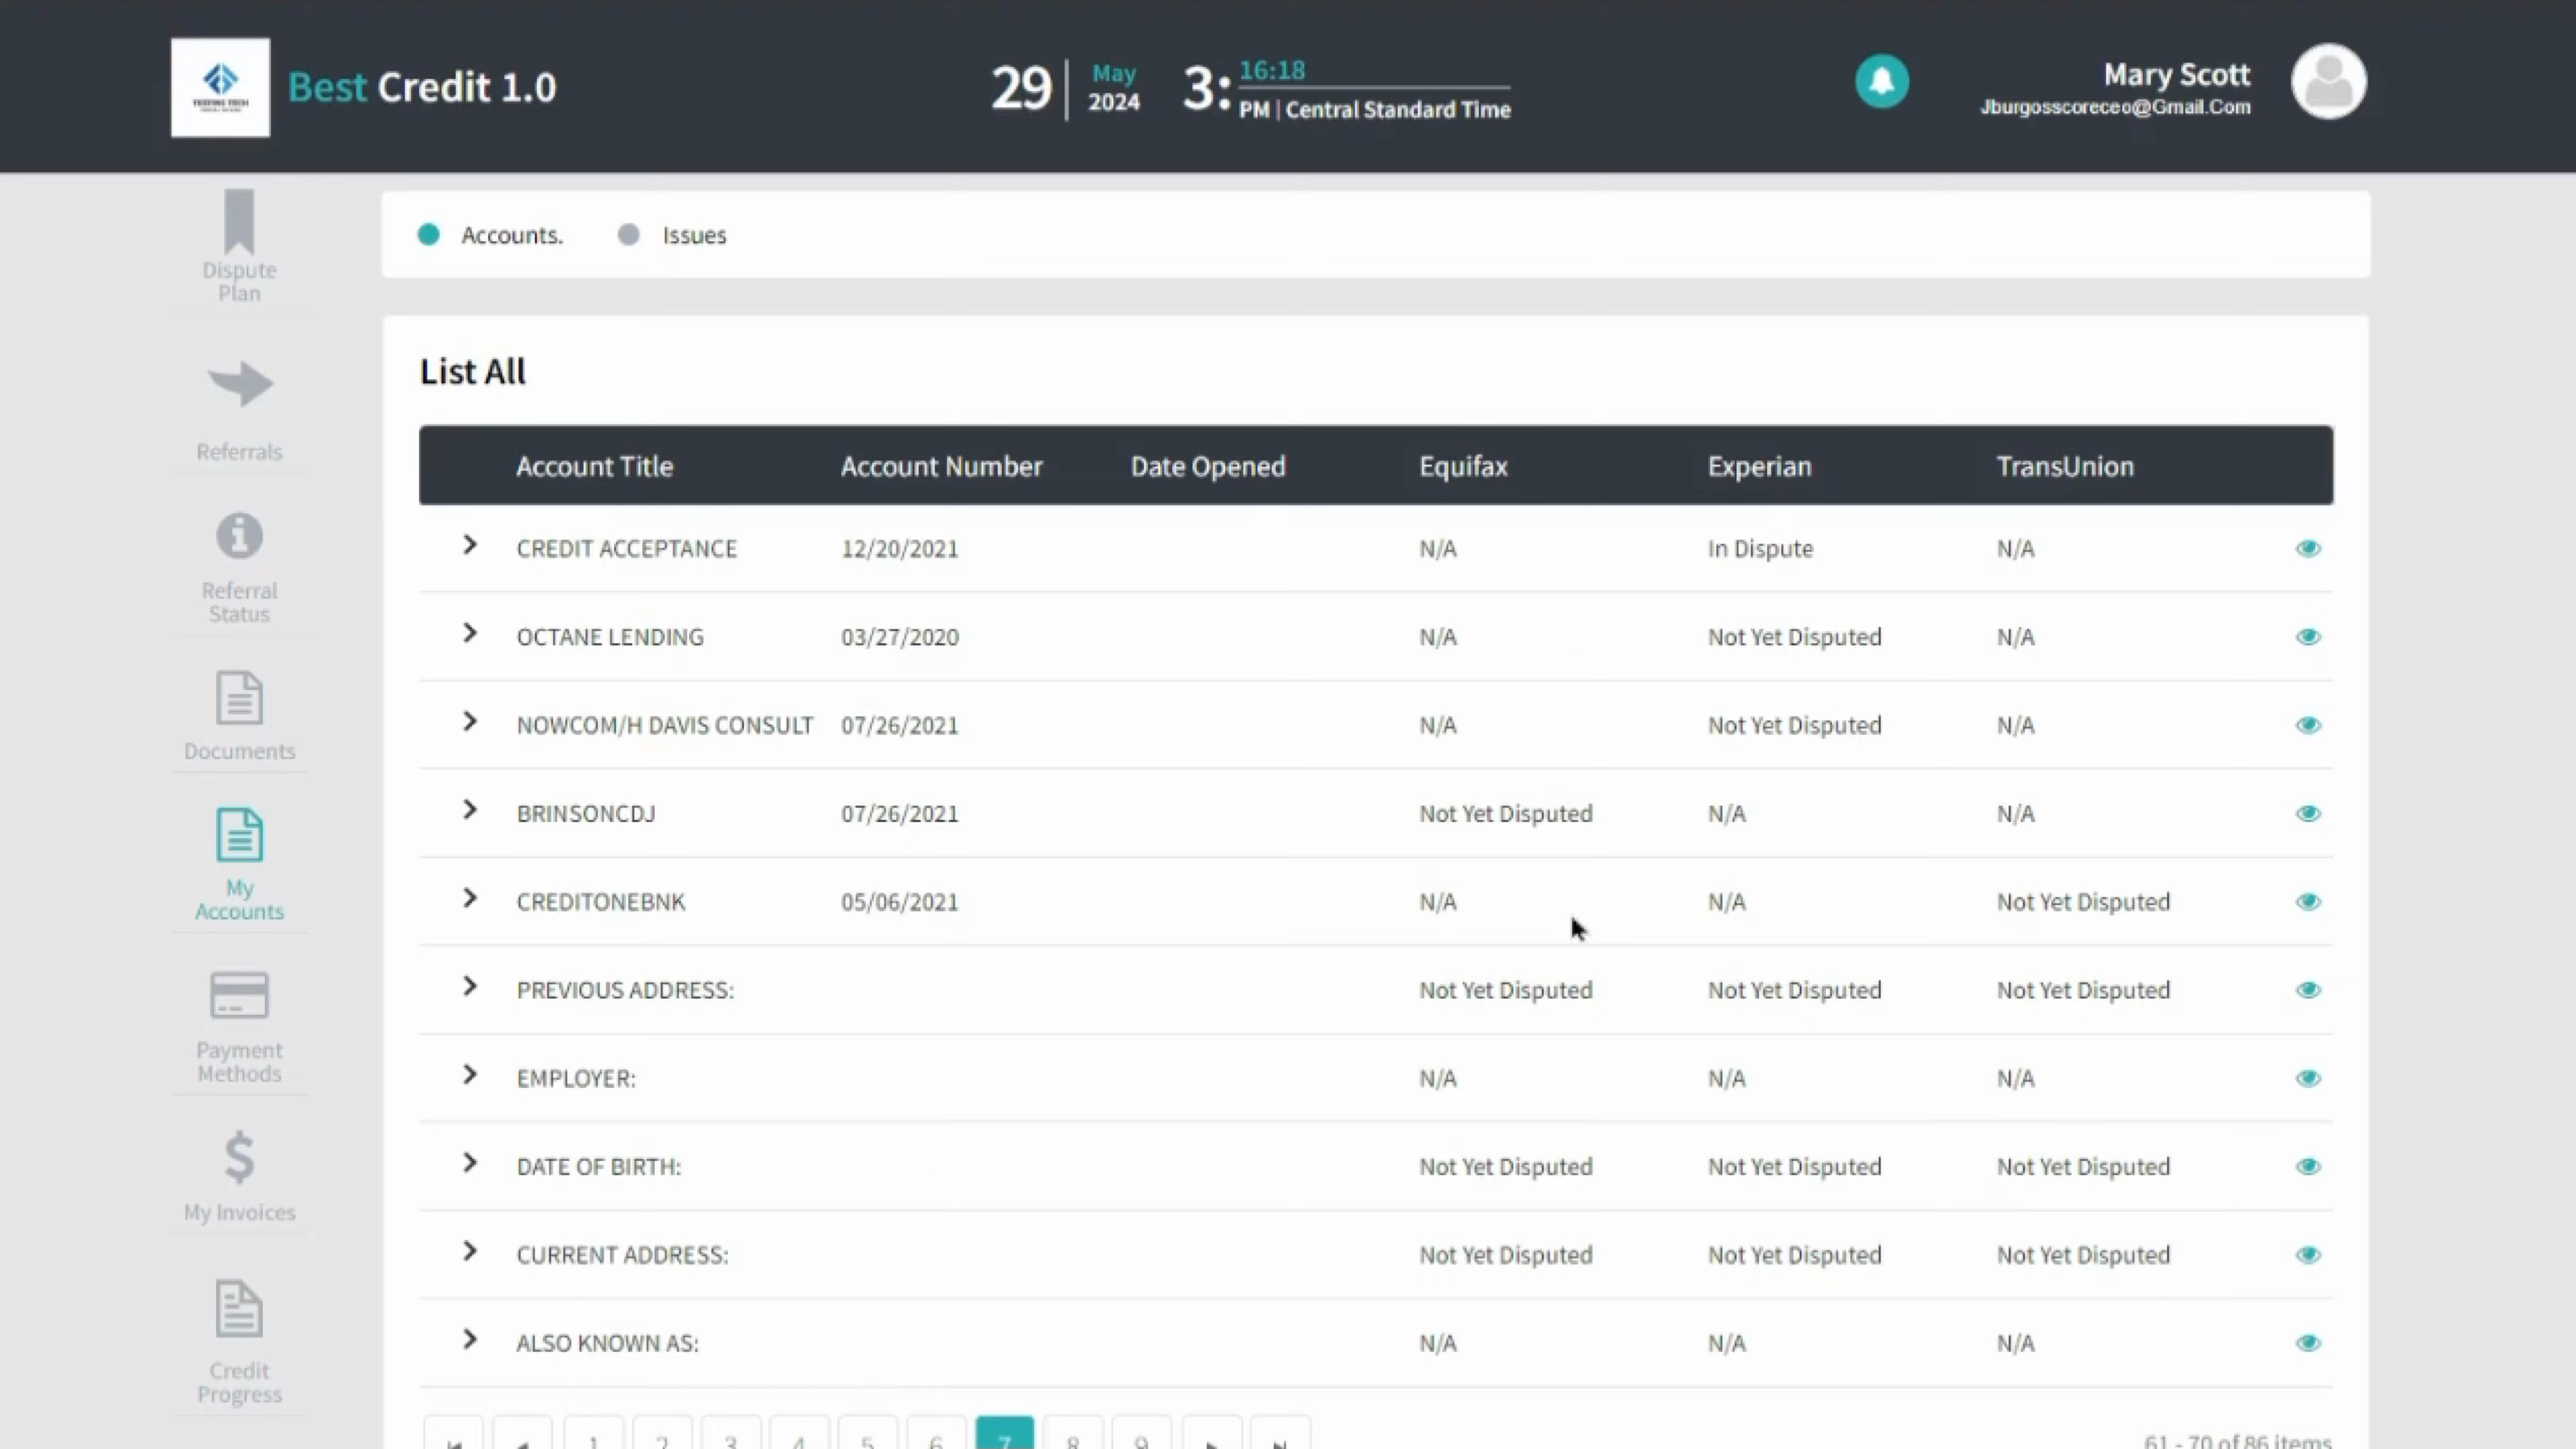 Best Credit 1.0
29 May 2024 3: 16:18 PM | Central Standard Time
Mary Scott
Jburgosscoreceo@Gmail.Com
Dispute
Plan
Referrals
Referral
Status
Documents
My
Accounts
Payment
Methods
My Invoices
Credit
Progress
Accounts. Issues
List All
Account Title Account Number Date Opened Equifax Experian TransUnion
CREDIT ACCEPTANCE 12/20/2021 N/A In Dispute N/A
OCTANE LENDING 03/27/2020 N/A Not Yet Disputed N/A
NOWCOM/H DAVIS CONSULT 07/26/2021 N/A Not Yet Disputed N/A
BRINSONCDJ 07/26/2021 Not Yet Disputed N/A N/A
CREDITONEBNK 05/06/2021 N/A N/A Not Yet Disputed
PREVIOUS ADDRESS: Not Yet Disputed Not Yet Disputed Not Yet Disputed
EMPLOYER: N/A N/A N/A
DATE OF BIRTH: Not Yet Disputed Not Yet Disputed Not Yet Disputed
CURRENT ADDRESS: Not Yet Disputed Not Yet Disputed Not Yet Disputed
ALSO KNOWN AS: N/A N/A N/A
1 2 3 4 5 6 7 8 9
61 - 70 of 86 items